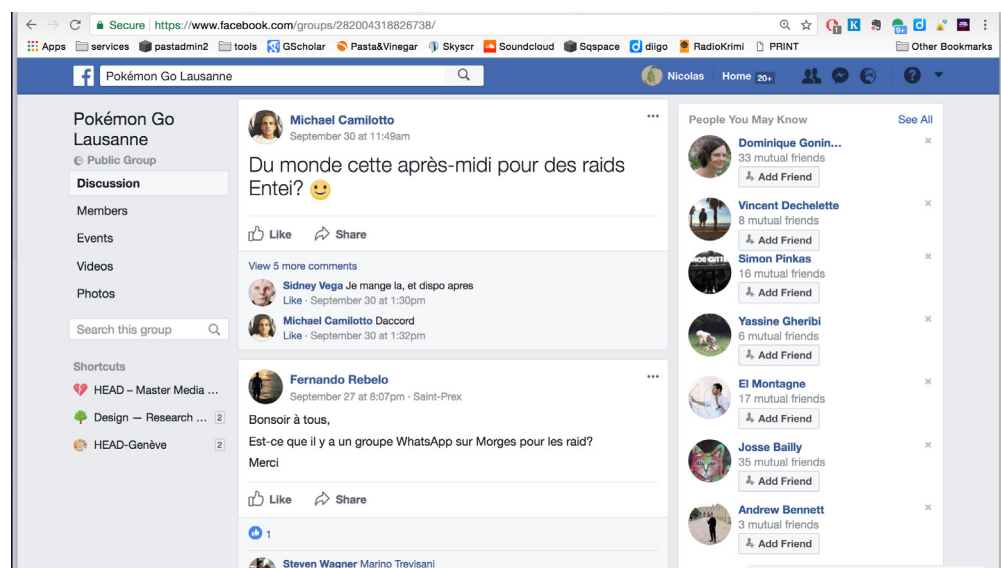 Secure https://www.facebook.com/groups/282004318826738/
Apps services pastadmin2 tools GScholar Pasta&Vinegar Skyscr Soundcloud Sqspace diigo RadioKrimi PRINT Other Bookmarks
Pokémon Go Lausanne
Nicolas Home 20+
Pokémon Go
Lausanne
Public Group
Discussion
Members
Events
Videos
Photos
Search this group
Shortcuts
HEAD – Master Media ...
Design — Research ... 2
HEAD-Genève 2
Michael Camilotto
September 30 at 11:49am
Du monde cette après-midi pour des raids
Entei?
Like Share
View 5 more comments
Sidney Vega Je mange la, et dispo apres
Like · September 30 at 1:30pm
Michael Camilotto Daccord
Like · September 30 at 1:32pm
Fernando Rebelo
September 27 at 8:07pm · Saint-Prex
Bonsoir à tous,
Est-ce que il y a un groupe WhatsApp sur Morges pour les raid?
Merci
Like Share
1
Steven Wagner Marino Trevisani
People You May Know See All
Dominique Gonin...
33 mutual friends
Add Friend
Vincent Dechelette
8 mutual friends
Add Friend
Simon Pinkas
16 mutual friends
Add Friend
Yassine Gheribi
6 mutual friends
Add Friend
El Montagne
17 mutual friends
Add Friend
Josse Bailly
35 mutual friends
Add Friend
Andrew Bennett
3 mutual friends
Add Friend